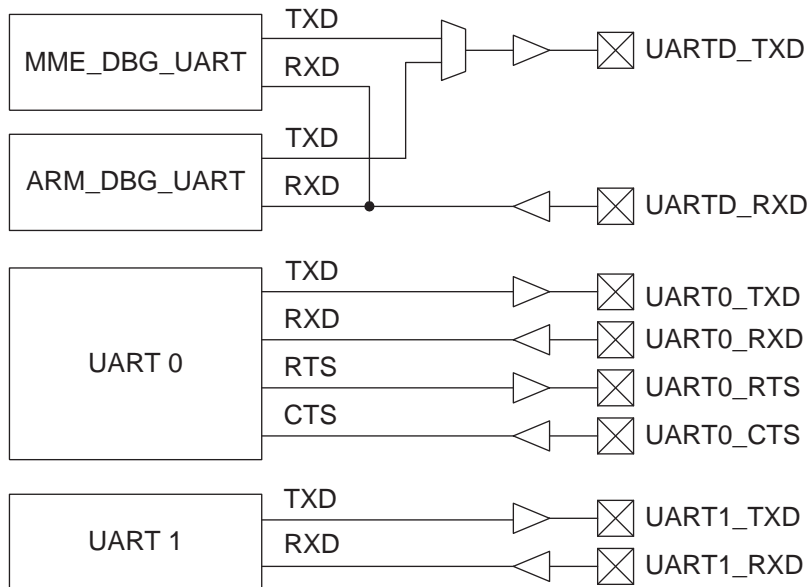 TXD
MME_DBG_UART
RXD
UARTD_TXD
TXD
ARM_DBG_UART
RXD
UARTD_RXD
TXD
UART0_TXD
RXD
UART0_RXD
UART 0
RTS
UART0_RTS
CTS
UART0_CTS
TXD
UART1_TXD
UART 1
RXD
UART1_RXD